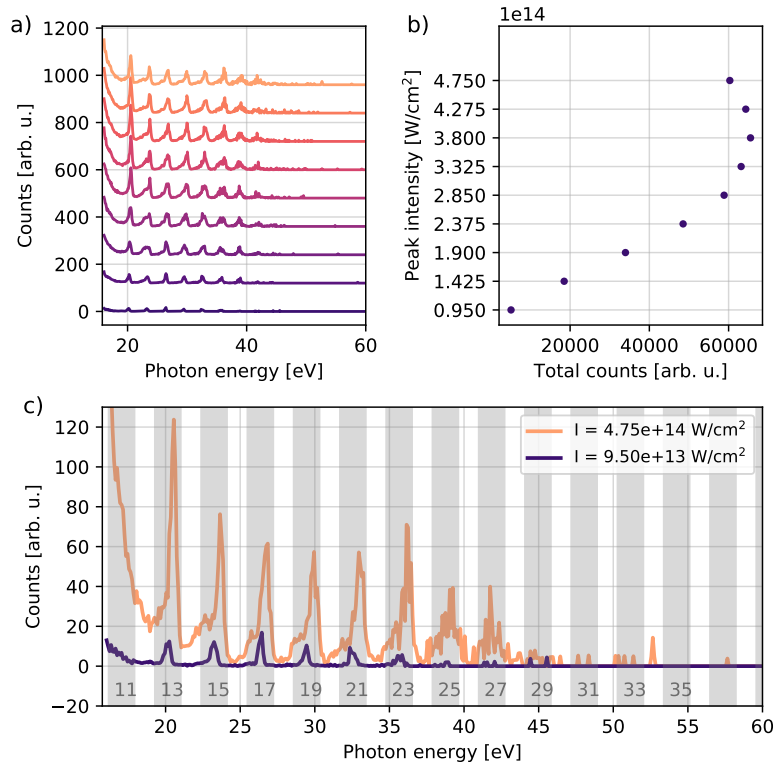 a)
1200
1000
800
600
400
200
0
20
40
60
Counts [arb. u.]
Photon energy [eV]
b)
1e14
4.750
4.275
3.800
3.325
2.850
2.375
1.900
1.425
0.950
20000
40000
60000
Peak intensity [W/cm²]
Total counts [arb. u.]
c)
120
100
80
60
40
20
0
−20
Counts [arb. u.]
I = 4.75e+14 W/cm²
I = 9.50e+13 W/cm²
11 13 15 17 19 21 23 25 27 29 31 33 35
20 25 30 35 40 45 50 55 60
Photon energy [eV]